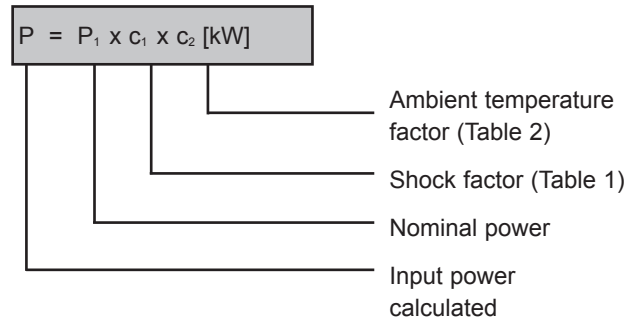 P = P₁ x c₁ x c₂ [kW]
Ambient temperature
factor (Table 2)
Shock factor (Table 1)
Nominal power
Input power
calculated